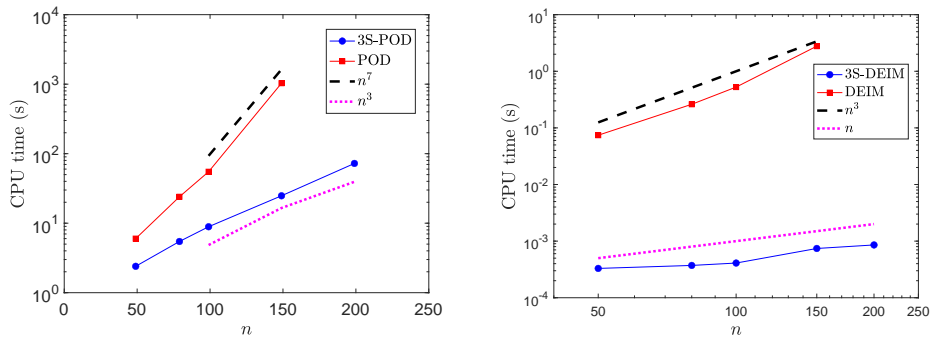 10^4
10^3
10^2
10^1
10^0
CPU time (s)
0 50 100 150 200 250
n
3S-POD
POD
n^7
n^3
10^1
10^0
10^-1
10^-2
10^-3
10^-4
CPU time (s)
50 100 150 200 250
n
3S-DEIM
DEIM
n^3
n